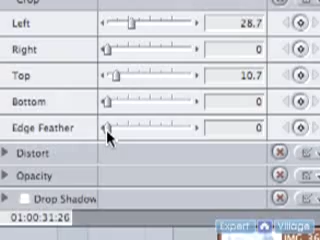 Crop
Left 28.7
Right 0
Top 10.7
Bottom 0
Edge Feather 0
Distort
Opacity
Drop Shadow
01:00:31:26
Expert Village